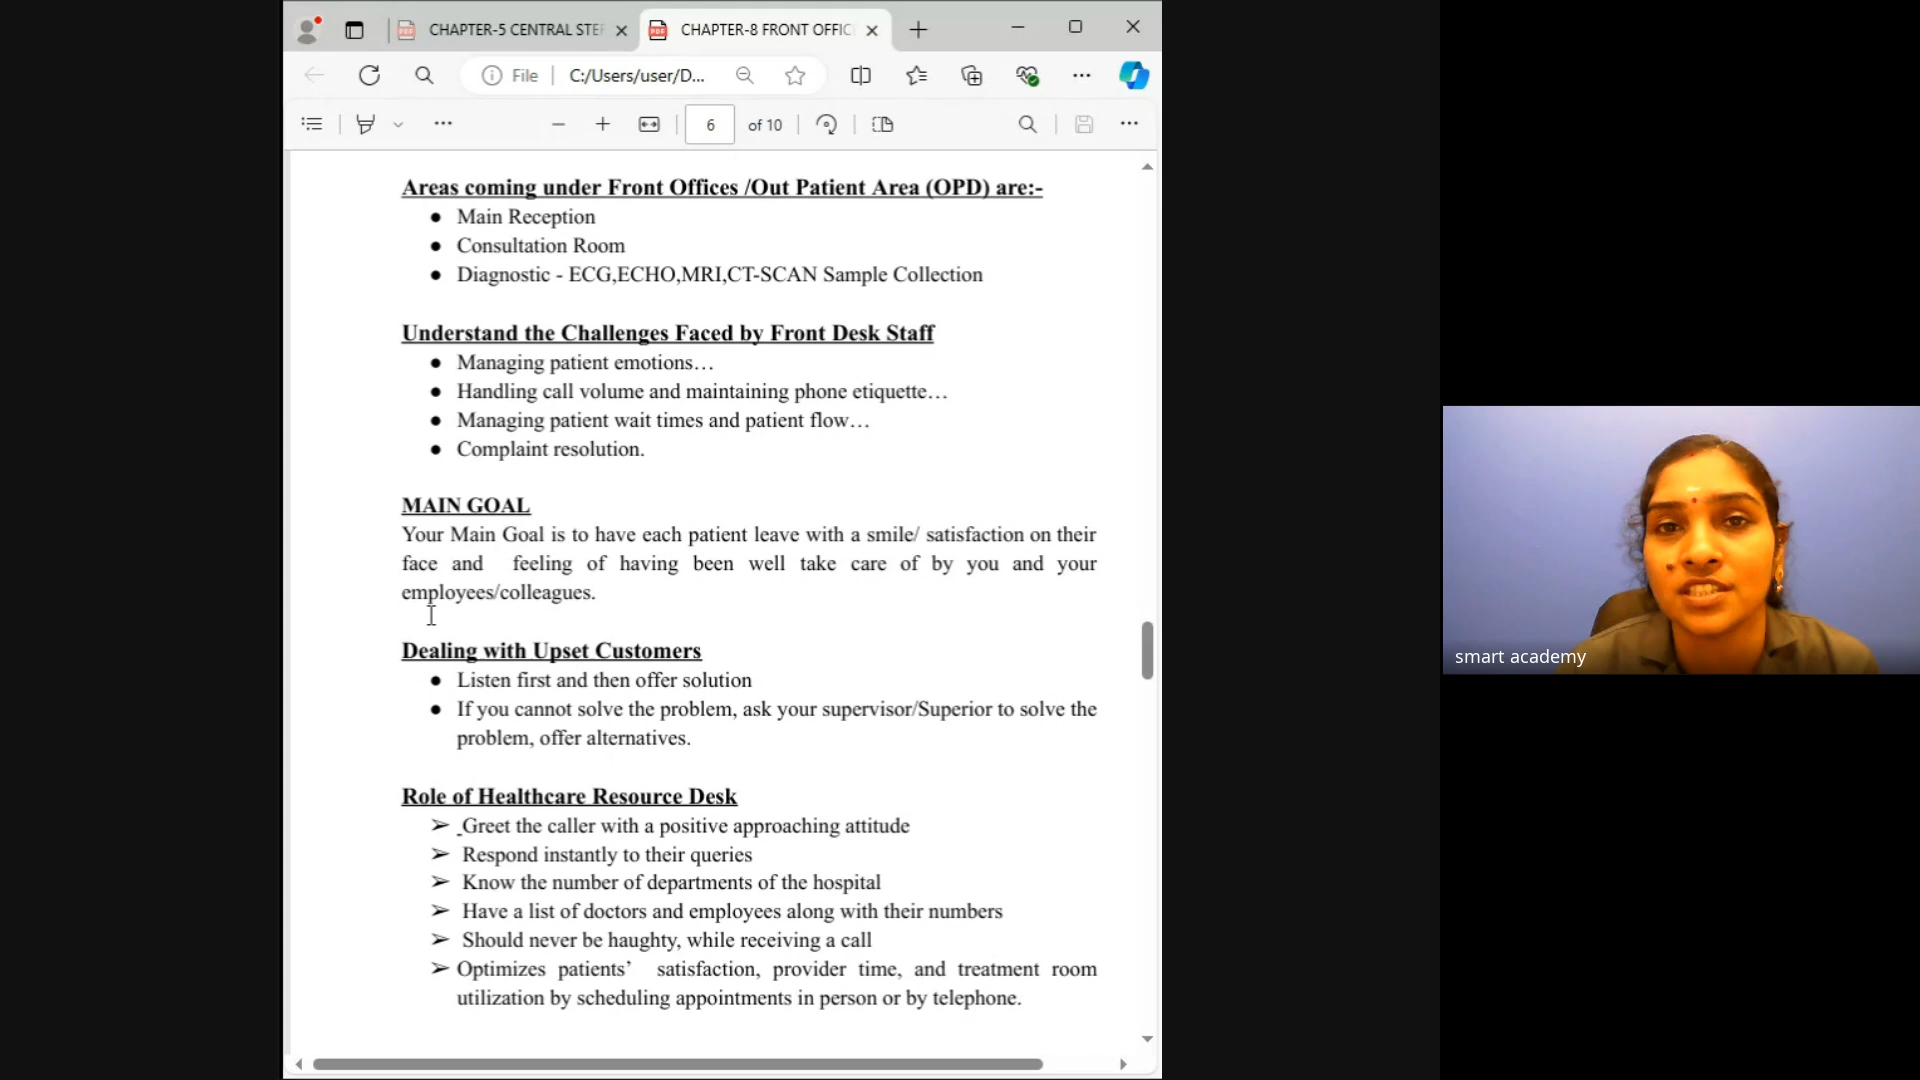 CHAPTER-5 CENTRAL STE
CHAPTER-8 FRONT OFFIC
File
C:/Users/user/D...
6
of 10
Areas coming under Front Offices /Out Patient Area (OPD) are:-
● Main Reception
● Consultation Room
● Diagnostic - ECG,ECHO,MRI,CT-SCAN Sample Collection
Understand the Challenges Faced by Front Desk Staff
● Managing patient emotions…
● Handling call volume and maintaining phone etiquette…
● Managing patient wait times and patient flow…
● Complaint resolution.
MAIN GOAL
Your Main Goal is to have each patient leave with a smile/ satisfaction on their
face and feeling of having been well take care of by you and your
employees/colleagues.
Dealing with Upset Customers
● Listen first and then offer solution
● If you cannot solve the problem, ask your supervisor/Superior to solve the
problem, offer alternatives.
Role of Healthcare Resource Desk
➢ Greet the caller with a positive approaching attitude
➢ Respond instantly to their queries
➢ Know the number of departments of the hospital
➢ Have a list of doctors and employees along with their numbers
➢ Should never be haughty, while receiving a call
➢ Optimizes patients’ satisfaction, provider time, and treatment room
utilization by scheduling appointments in person or by telephone.
smart academy